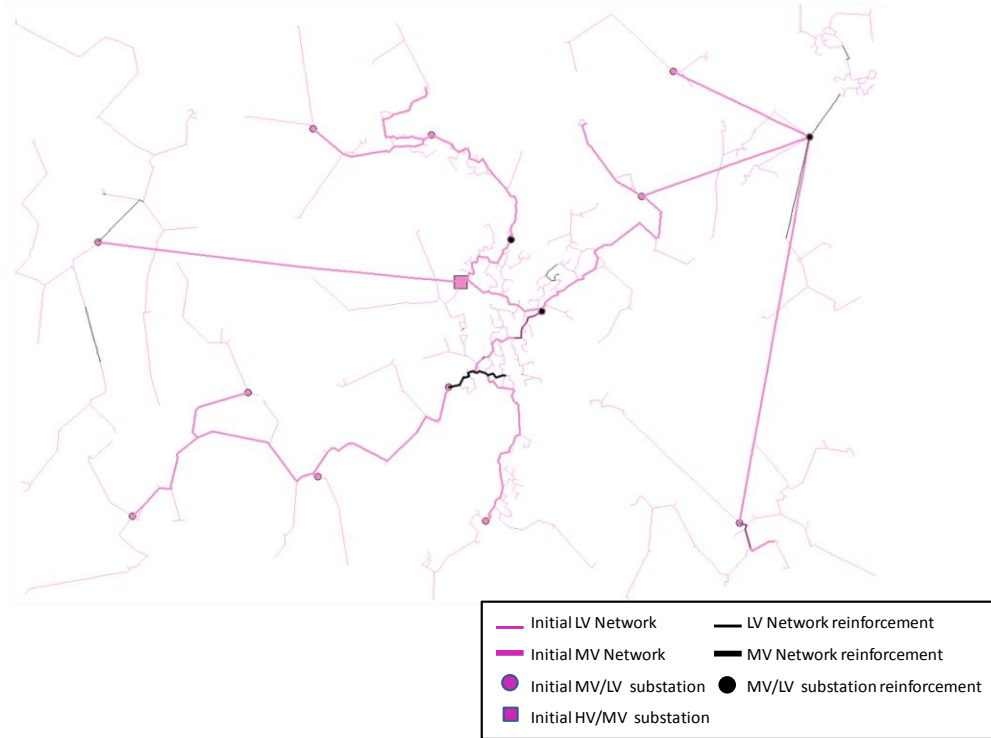 Initial LV Network
LV Network reinforcement
Initial MV Network
MV Network reinforcement
Initial MV/LV substation
MV/LV substation reinforcement
Initial HV/MV substation